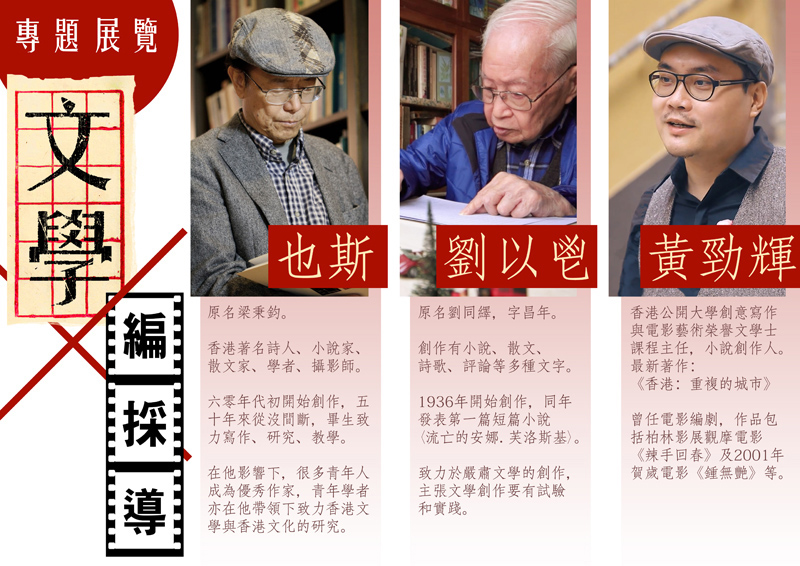 專題展覽
文學
編
採
導
也斯
原名梁秉鈞。
香港著名詩人、小說家、
散文家、學者、攝影師。
六零年代初開始創作，五
十年來從沒間斷，畢生致
力寫作、研究、教學。
在他影響下，很多青年人
成為優秀作家，青年學者
亦在他帶領下致力香港文
學與香港文化的研究。
劉以鬯
原名劉同繹，字昌年。
創作有小說、散文、
詩歌、評論等多種文字。
1936年開始創作，同年
發表第一篇短篇小說
〈流亡的安娜．芙洛斯基〉。
致力於嚴肅文學的創作，
主張文學創作要有試驗
和實踐。
黃勁輝
香港公開大學創意寫作
與電影藝術榮譽文學士
課程主任，小說創作人。
最新著作：
《香港：重複的城市》
曾任電影編劇，作品包
括柏林影展觀摩電影
《辣手回春》及2001年
賀歲電影《鍾無艷》等。